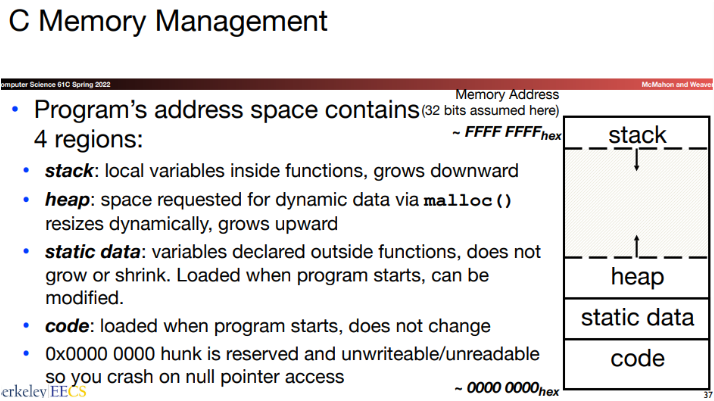 C Memory Management
omputer Science 61C Spring 2022
McMahon and Weaver
Memory Address
(32 bits assumed here)
~ FFFF FFFFhex
• Program’s address space contains
4 regions:
• stack: local variables inside functions, grows downward
• heap: space requested for dynamic data via malloc()
resizes dynamically, grows upward
• static data: variables declared outside functions, does not
grow or shrink. Loaded when program starts, can be
modified.
• code: loaded when program starts, does not change
• 0x0000 0000 hunk is reserved and unwriteable/unreadable
so you crash on null pointer access
~ 0000 0000hex
stack
heap
static data
code
erkeley EECS
37